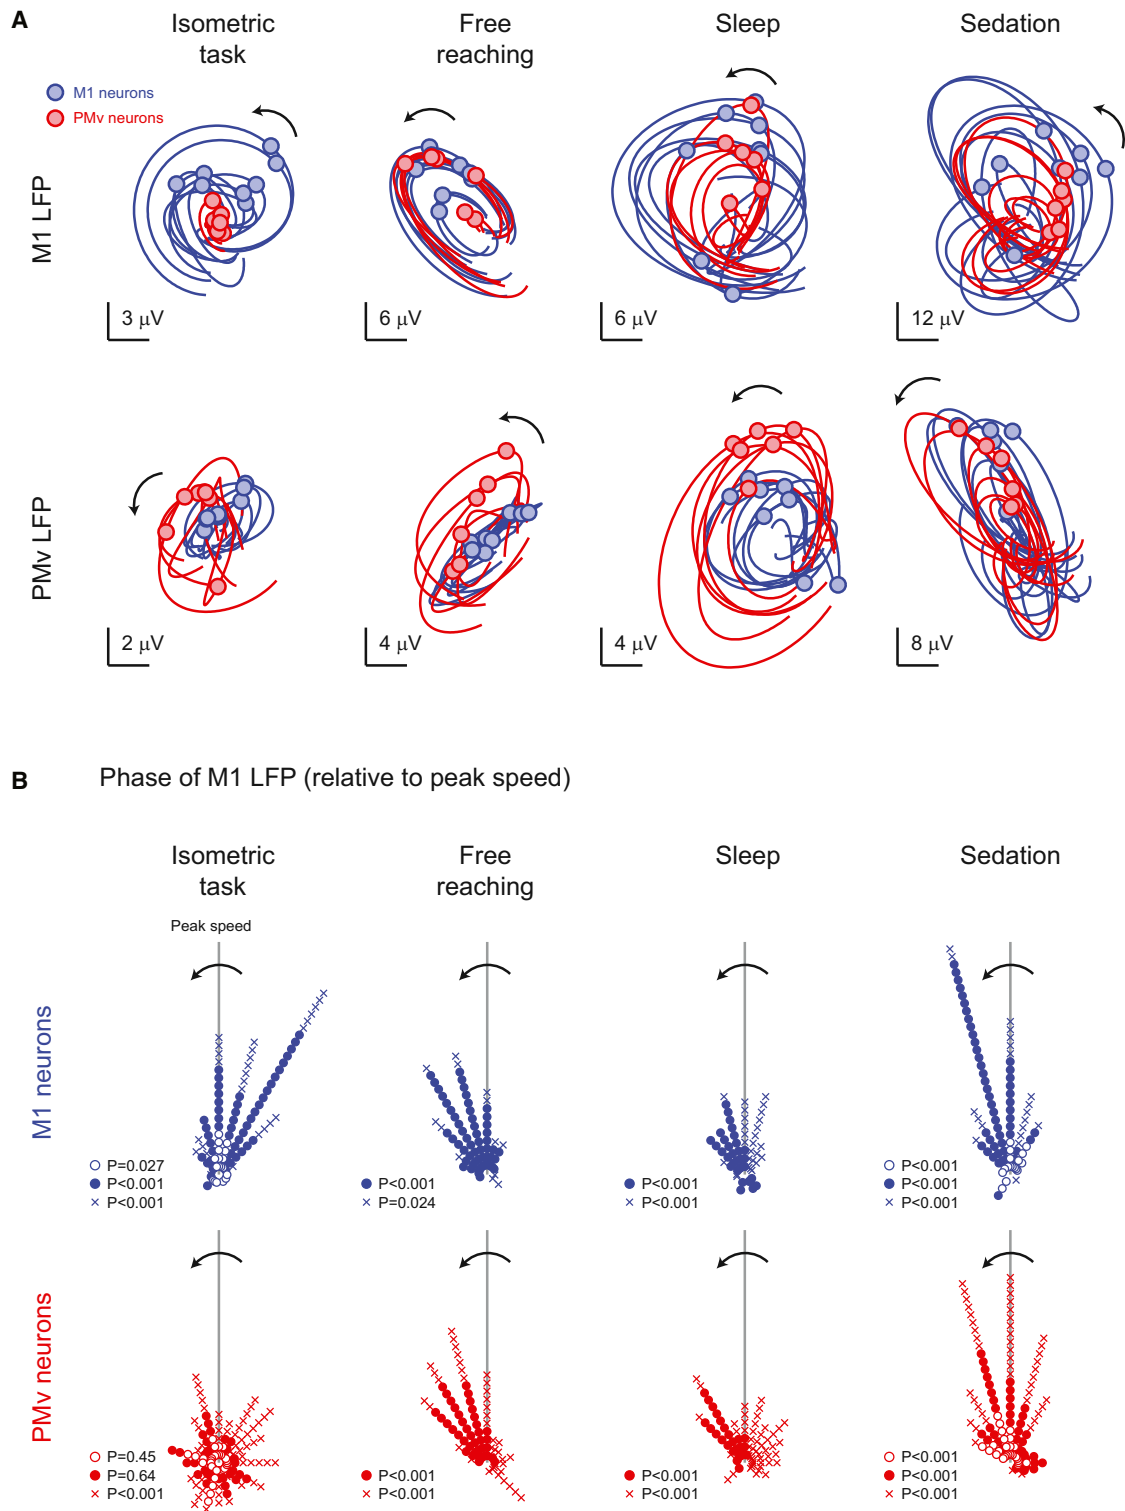 A
Isometric
task
Free
reaching
Sleep
Sedation
M1 neurons
PMv neurons
M1 LFP
3 µV
6 µV
6 µV
12 µV
PMv LFP
2 µV
4 µV
4 µV
8 µV
B
Phase of M1 LFP (relative to peak speed)
Isometric
task
Free
reaching
Sleep
Sedation
Peak speed
M1 neurons
P=0.027
P<0.001
P<0.001
P<0.001
P=0.024
P<0.001
P<0.001
P<0.001
P<0.001
P<0.001
PMv neurons
P=0.45
P=0.64
P<0.001
P<0.001
P<0.001
P<0.001
P<0.001
P<0.001
P<0.001
P<0.001